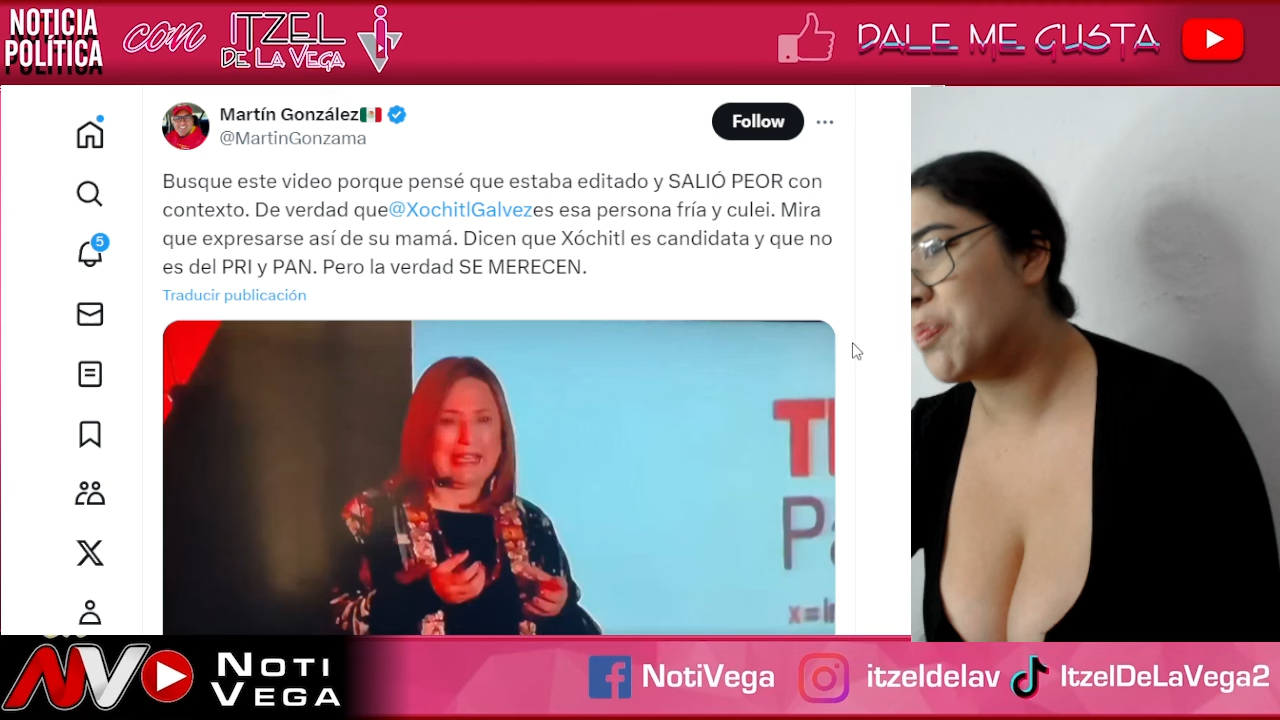 NOTICIA
POLÍTICA
con
ITZEL
DE LA VEGA
DALE ME GUSTA
Martín González
@MartinGonzama
Follow
Busque este video porque pensé que estaba editado y SALIÓ PEOR con
contexto. De verdad que@XochitlGalvezes esa persona fría y culei. Mira
que expresarse así de su mamá. Dicen que Xóchitl es candidata y que no
es del PRI y PAN. Pero la verdad SE MERECEN.
Traducir publicación
5
NV
NOTI
VEGA
NotiVega
itzeldelav
ItzelDeLaVega2